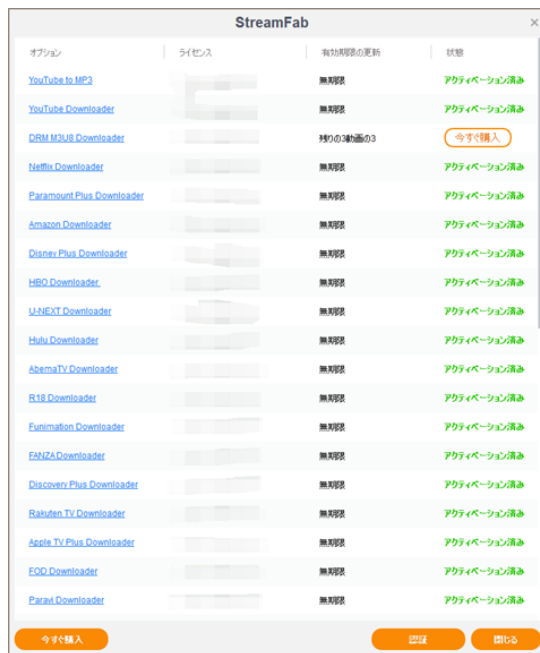 StreamFab ×
オプション ライセンス 有効期限の更新 状態
YouTube to MP3 無期限 アクティベーション済み
YouTube Downloader 無期限 アクティベーション済み
DRM M3U8 Downloader 残りの3動画の3 今すぐ購入
Netflix Downloader 無期限 アクティベーション済み
Paramount Plus Downloader 無期限 アクティベーション済み
Amazon Downloader 無期限 アクティベーション済み
Disney Plus Downloader 無期限 アクティベーション済み
HBO Downloader 無期限 アクティベーション済み
U-NEXT Downloader 無期限 アクティベーション済み
Hulu Downloader 無期限 アクティベーション済み
AbemaTV Downloader 無期限 アクティベーション済み
R18 Downloader 無期限 アクティベーション済み
Funimation Downloader 無期限 アクティベーション済み
FANZA Downloader 無期限 アクティベーション済み
Discovery Plus Downloader 無期限 アクティベーション済み
Rakuten TV Downloader 無期限 アクティベーション済み
Apple TV Plus Downloader 無期限 アクティベーション済み
FOD Downloader 無期限 アクティベーション済み
Paravi Downloader 無期限 アクティベーション済み
今すぐ購入 認証 閉じる